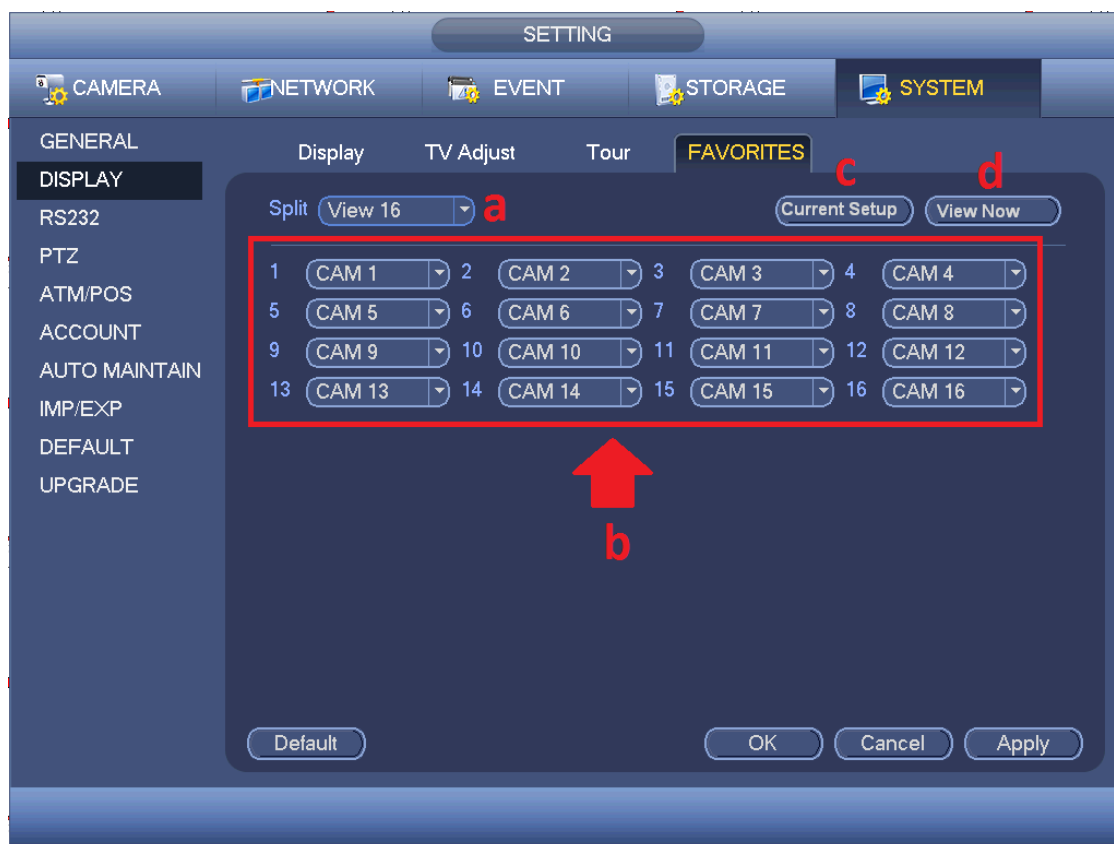 SETTING
CAMERA NETWORK EVENT STORAGE SYSTEM
GENERAL
DISPLAY
RS232
PTZ
ATM/POS
ACCOUNT
AUTO MAINTAIN
IMP/EXP
DEFAULT
UPGRADE
Display TV Adjust Tour FAVORITES
c d
Split View 16 a Current Setup View Now
1 CAM 1 2 CAM 2 3 CAM 3 4 CAM 4
5 CAM 5 6 CAM 6 7 CAM 7 8 CAM 8
9 CAM 9 10 CAM 10 11 CAM 11 12 CAM 12
13 CAM 13 14 CAM 14 15 CAM 15 16 CAM 16
b
Default OK Cancel Apply